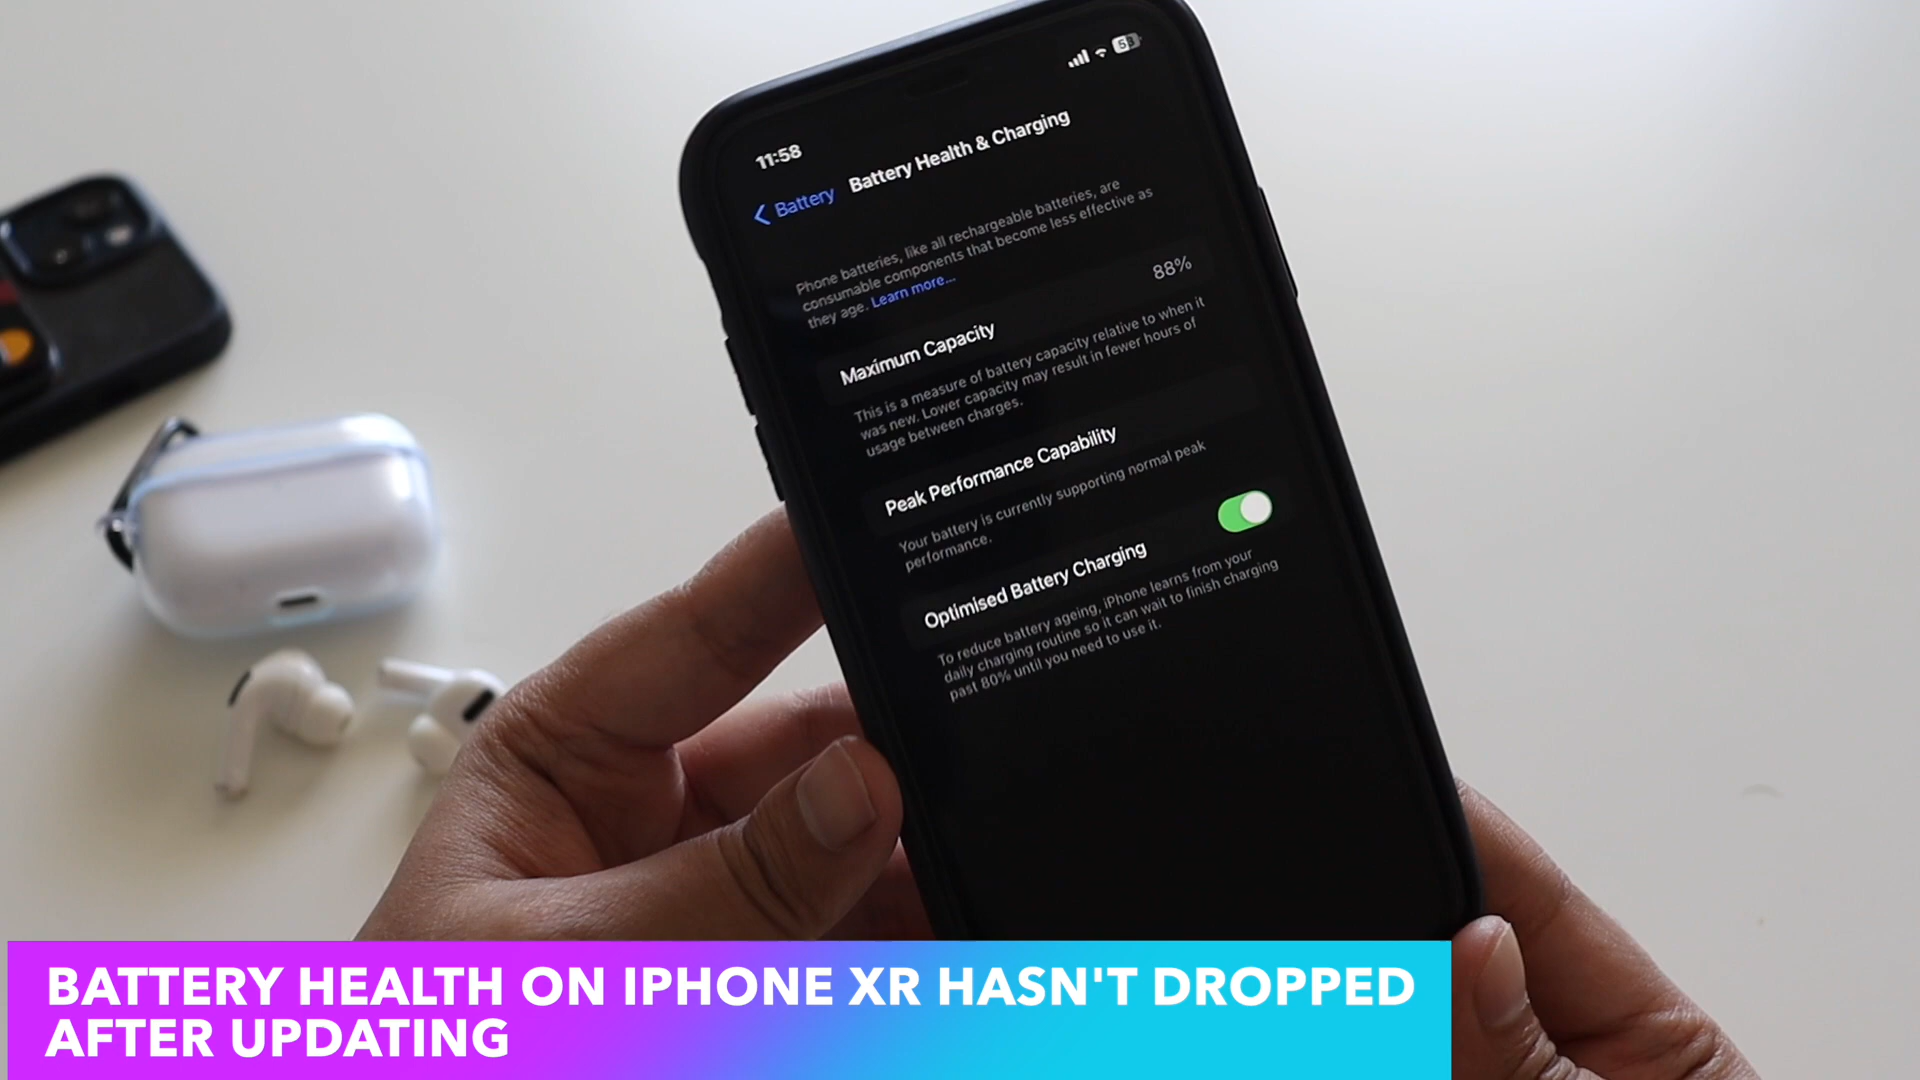 11:58
Battery
Battery Health & Charging
Phone batteries, like all rechargeable batteries, are
consumable components that become less effective as
they age. Learn more...
Maximum Capacity
88%
This is a measure of battery capacity relative to when it
was new. Lower capacity may result in fewer hours of
usage between charges.
Peak Performance Capability
Your battery is currently supporting normal peak
performance.
Optimised Battery Charging
To reduce battery ageing, iPhone learns from your
daily charging routine so it can wait to finish charging
past 80% until you need to use it.
BATTERY HEALTH ON IPHONE XR HASN'T DROPPED
AFTER UPDATING